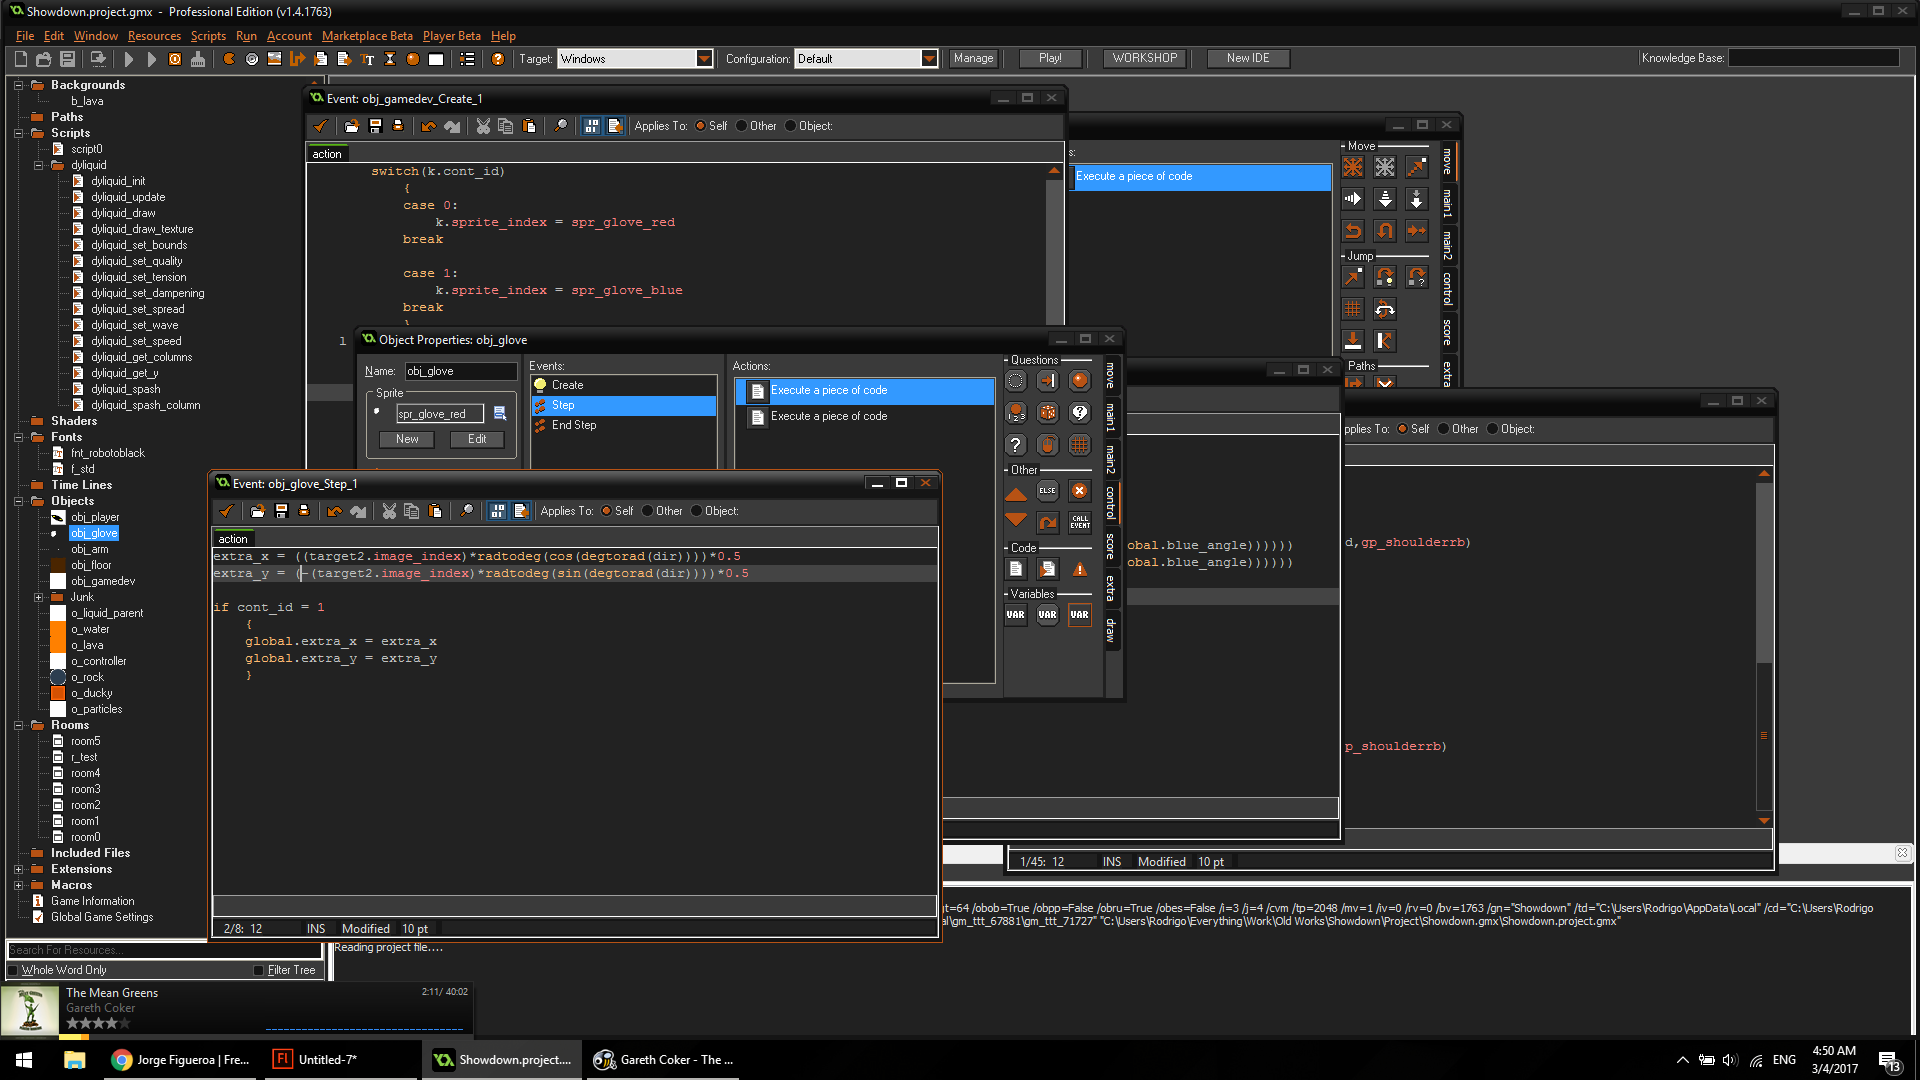 Showdown.project.gmx - Professional Edition (v1.4.1763)
File Edit Window Resources Scripts Run Account Marketplace Beta Player Beta Help
Target: Windows Configuration: Default Manage Play! WORKSHOP New IDE Knowledge Base:
Backgrounds
b_lava
Paths
Scripts
script0
dyliquid
dyliquid_init
dyliquid_update
dyliquid_draw
dyliquid_draw_texture
dyliquid_set_bounds
dyliquid_set_quality
dyliquid_set_tension
dyliquid_set_dampening
dyliquid_set_spread
dyliquid_set_wave
dyliquid_set_speed
dyliquid_get_columns
dyliquid_get_y
dyliquid_spash
dyliquid_spash_column
Shaders
Fonts
fnt_robotoblack
f_std
Time Lines
Objects
obj_player
obj_glove
obj_arm
obj_floor
obj_gamedev
Junk
o_liquid_parent
o_water
o_lava
o_controller
o_rock
o_ducky
o_particles
Rooms
room5
r_test
room4
room3
room2
room1
room0
Included Files
Extensions
Macros
Game Information
Global Game Settings
Search For Resources...
Whole Word Only Filter Tree
Event: obj_gamedev_Create_1
Applies To: Self Other Object:
action
switch(k.cont_id)
{
case 0:
k.sprite_index = spr_glove_red
break
case 1:
k.sprite_index = spr_glove_blue
break
1
s:
Execute a piece of code
Move
Jump
Paths
move
main1
main2
control
score
extra
Object Properties: obj_glove
Name: obj_glove
Sprite
spr_glove_red
New Edit
Events:
Create
Step
End Step
Actions:
Execute a piece of code
Execute a piece of code
Questions
1 2 3
?
Other
ELSE
CALL EVENT
Code
Variables
VAR VAR VAR
move
main1
main2
control
score
extra
draw
Event: obj_glove_Step_1
Applies To: Self Other Object:
action
extra_x = ((target2.image_index)*radtodeg(cos(degtorad(dir))))*0.5
extra_y = (-(target2.image_index)*radtodeg(sin(degtorad(dir))))*0.5
if cont_id = 1
{
global.extra_x = extra_x
global.extra_y = extra_y
}
2/8: 12 INS Modified 10 pt
obal.blue_angle))))))
obal.blue_angle))))))
pplies To: Self Other Object:
d,gp_shoulderrb)
p_shoulderrb)
1/45: 12 INS Modified 10 pt
t=64 /obob=True /obpp=False /obru=True /obes=False /i=3 /j=4 /cvm /tp=2048 /mv=1 /iv=0 /rv=0 /bv=1763 /gn="Showdown" /td="C:\Users\Rodrigo\AppData\Local" /cd="C:\Users\Rodrigo
al\gm_ttt_67881\gm_ttt_71727" "C:\Users\Rodrigo\Everything\Work\Old Works\Showdown\Project\Showdown.gmx\Showdown.project.gmx"
Reading project file....
The Mean Greens 2:11/ 40:02
Gareth Coker
Jorge Figueroa | Fre...
Fl Untitled-7*
Showdown.project....
Gareth Coker - The ...
ENG
4:50 AM
3/4/2017
13